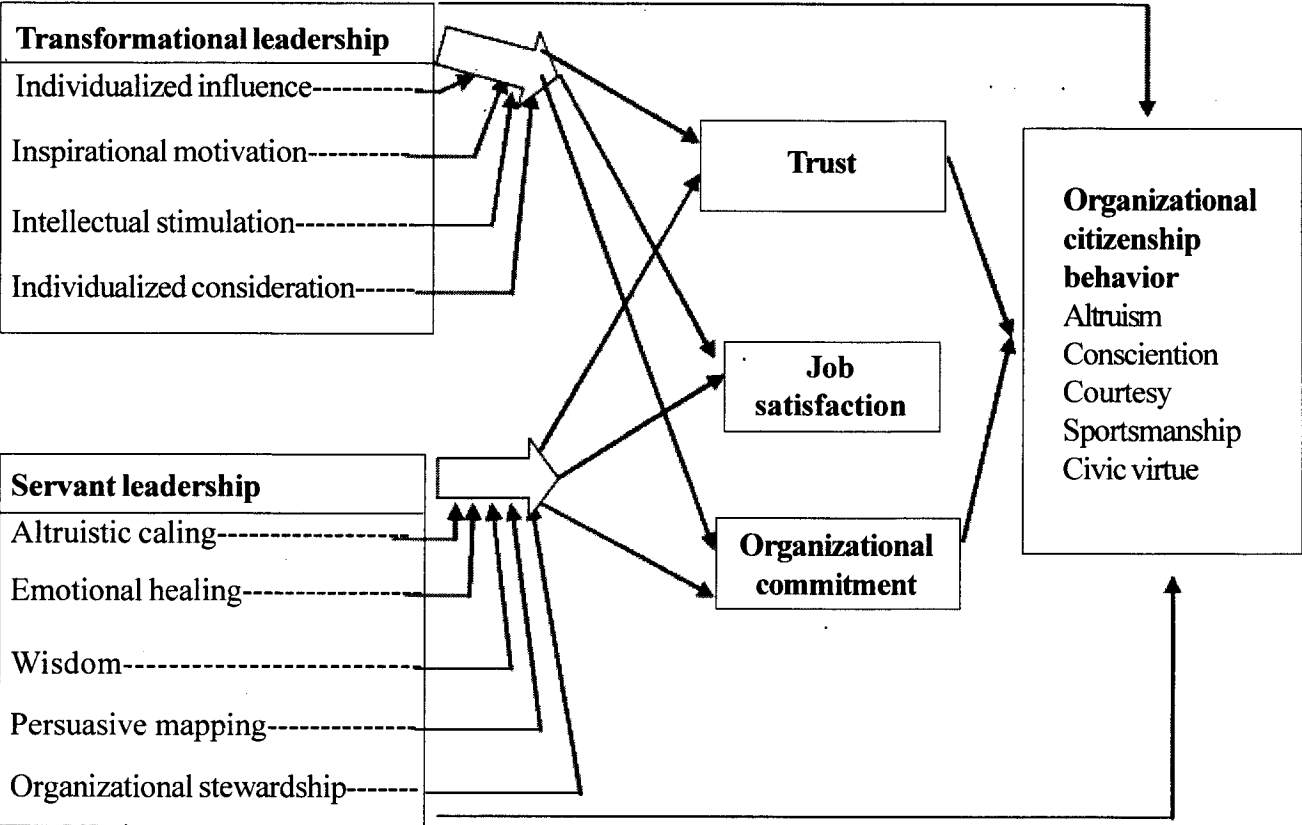 Transformational leadership
Individualized influence
Inspirational motivation
Intellectual stimulation
Individualized consideration
Servant leadership
Altruistic caling
Emotional healing
Wisdom
Persuasive mapping
Organizational stewardship
Trust
Job
satisfaction
Organizational
commitment
Organizational
citizenship
behavior
Altruism
Consciention
Courtesy
Sportsmanship
Civic virtue